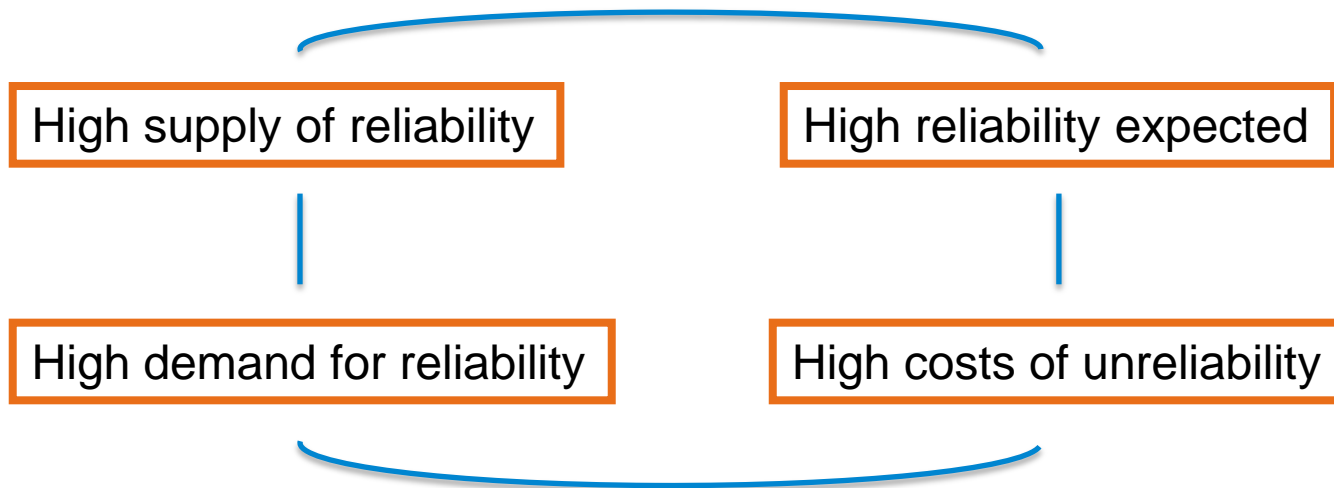 High supply of reliability
High reliability expected
High demand for reliability
High costs of unreliability